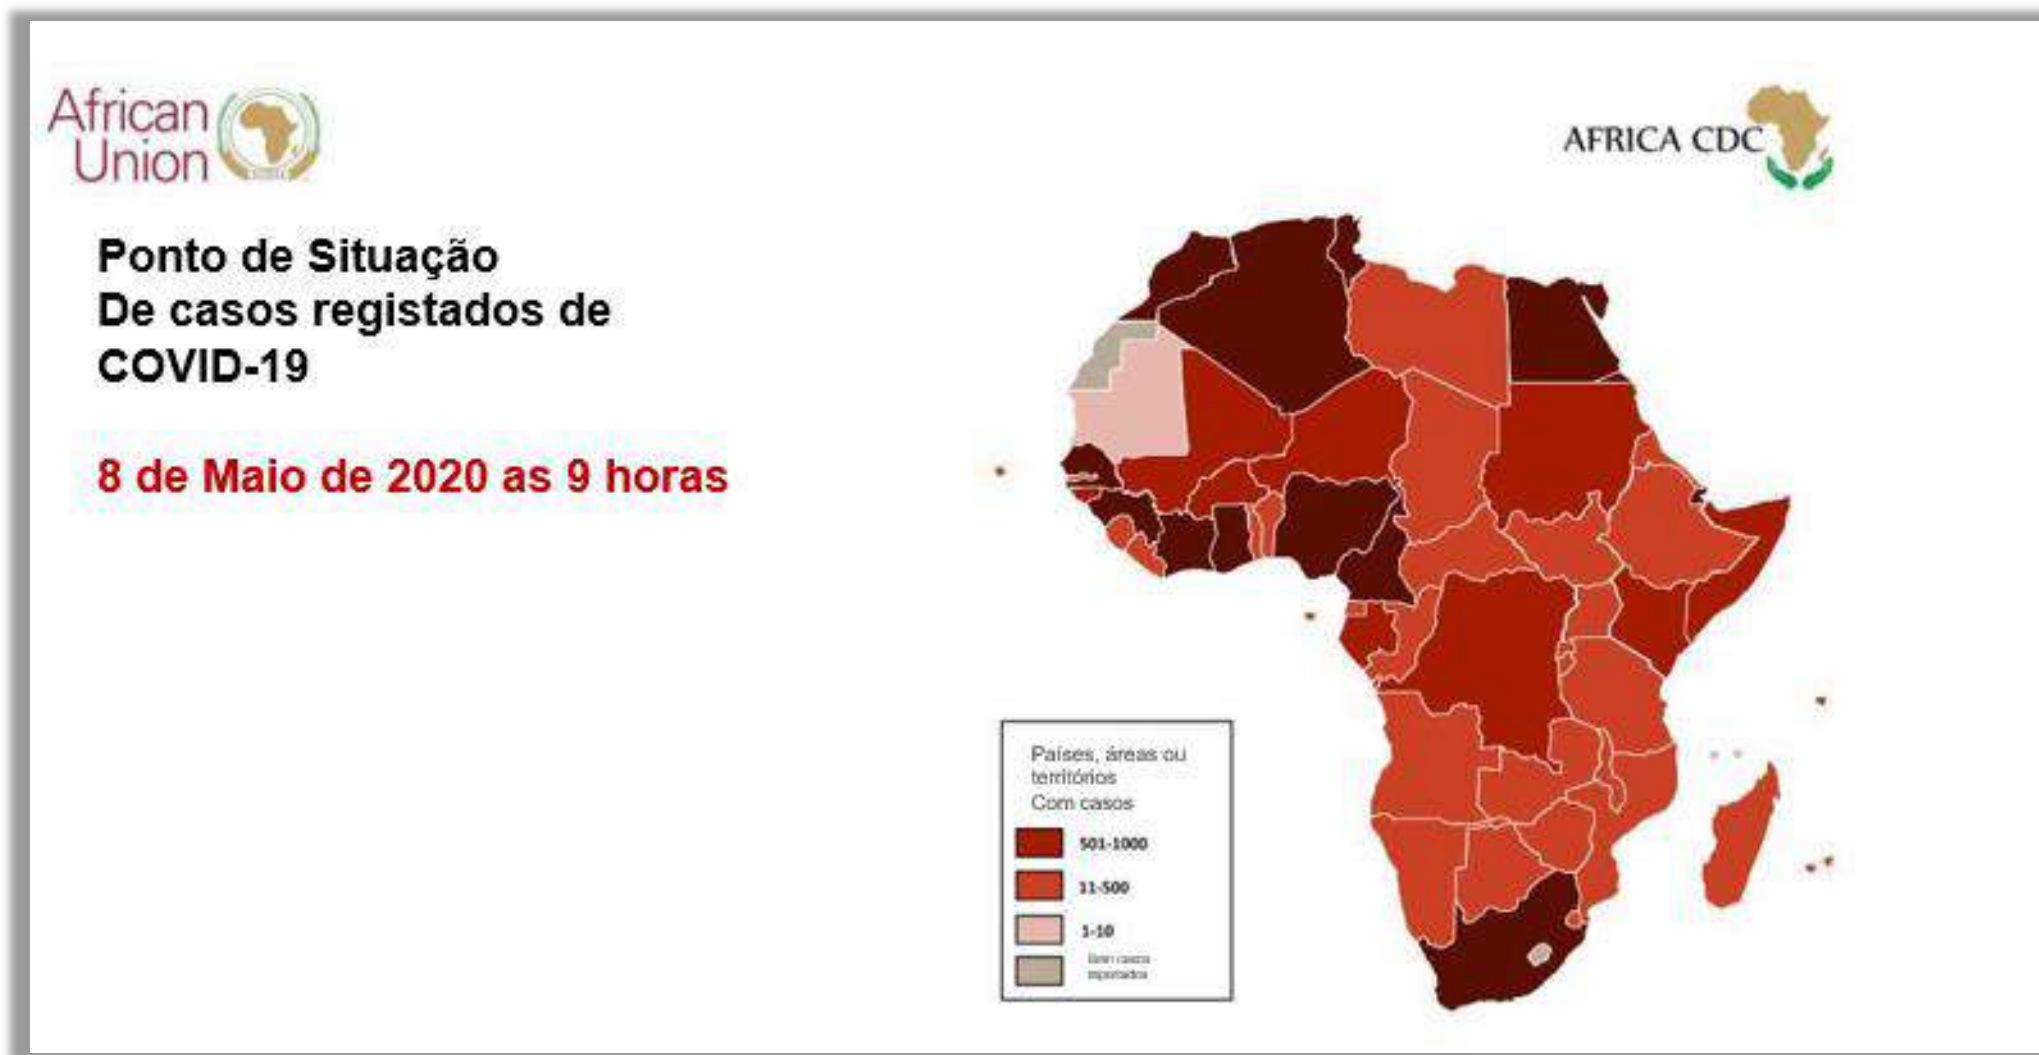 African
Union
AFRICA CDC
Ponto de Situação
De casos registados de
COVID-19
8 de Maio de 2020 as 9 horas
Países, áreas ou
territórios
Com casos
501-1000
11-500
1-10
casos